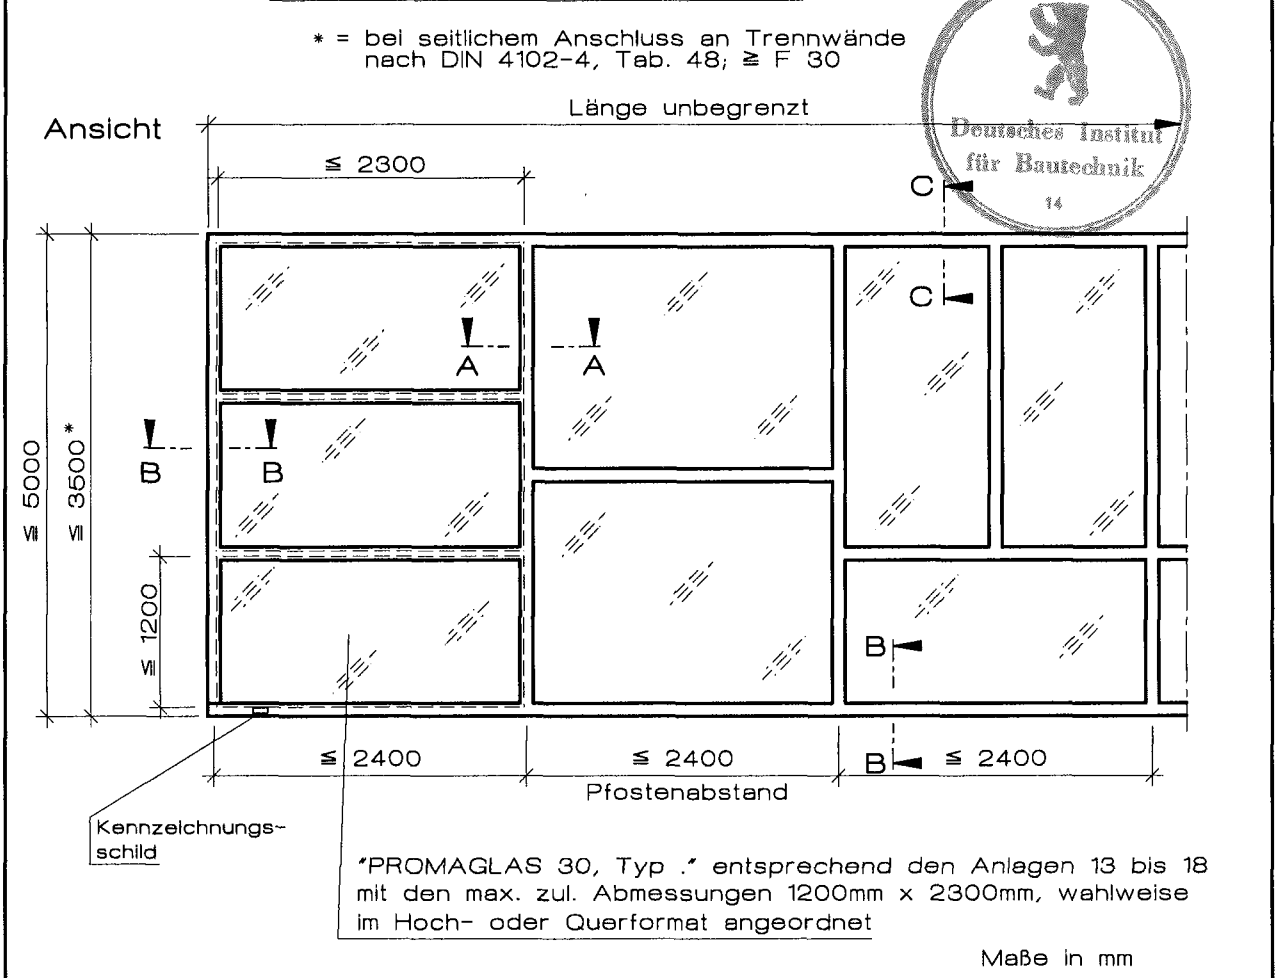 * = bei seitlichem Anschluss an Trennwände
nach DIN 4102-4, Tab. 48; ≧ F 30
Länge unbegrenzt
Ansicht
Deutsches Institut
für Bautechnik
14
≦ 2300
C
C
A
A
B
B
≦ 5000
≦ 3500*
≦ 1200
B
B
≦ 2400
≦ 2400
≦ 2400
Pfostenabstand
Kennzeichnungs-
schild
"PROMAGLAS 30, Typ ." entsprechend den Anlagen 13 bis 18
mit den max. zul. Abmessungen 1200mm x 2300mm, wahlweise
im Hoch- oder Querformat angeordnet
Maße in mm